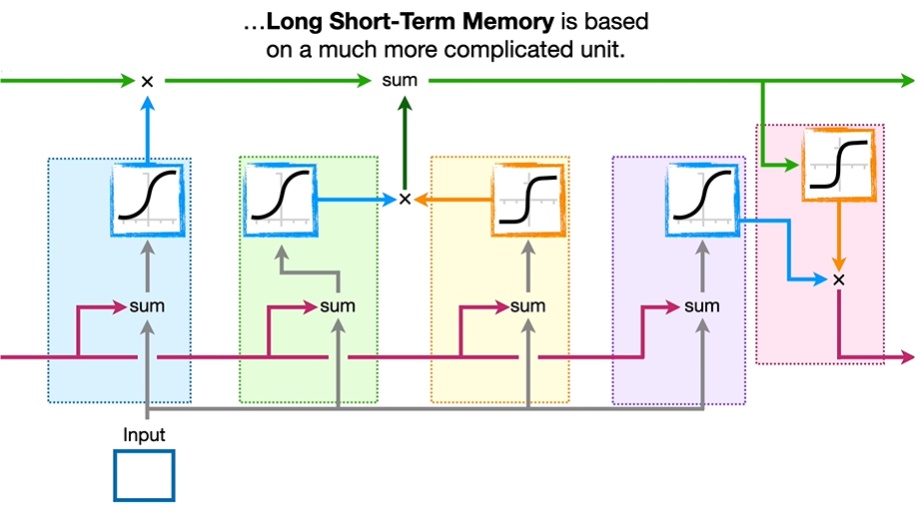 ...Long Short-Term Memory is based
on a much more complicated unit.
×
sum
×
×
sum
sum
sum
sum
Input